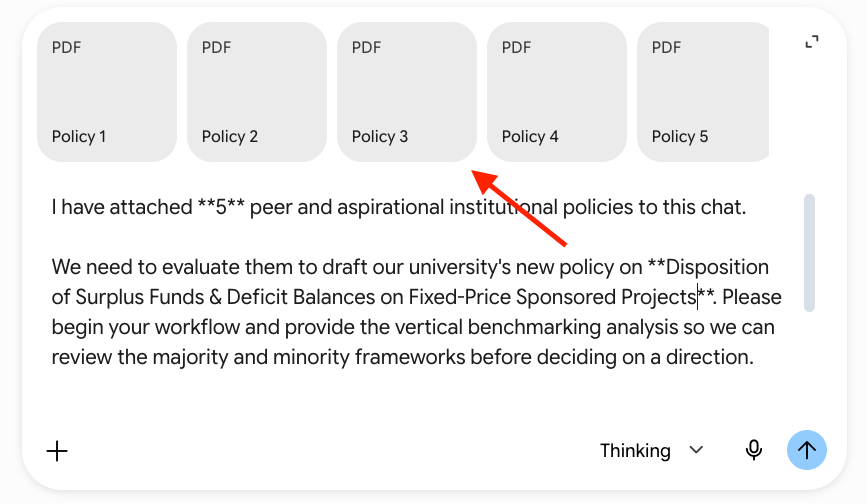 PDF PDF PDF PDF PDF
Policy 1 Policy 2 Policy 3 Policy 4 Policy 5
I have attached **5** peer and aspirational institutional policies to this chat.
We need to evaluate them to draft our university's new policy on **Disposition
of Surplus Funds & Deficit Balances on Fixed-Price Sponsored Projects**. Please
begin your workflow and provide the vertical benchmarking analysis so we can
review the majority and minority frameworks before deciding on a direction.
Thinking